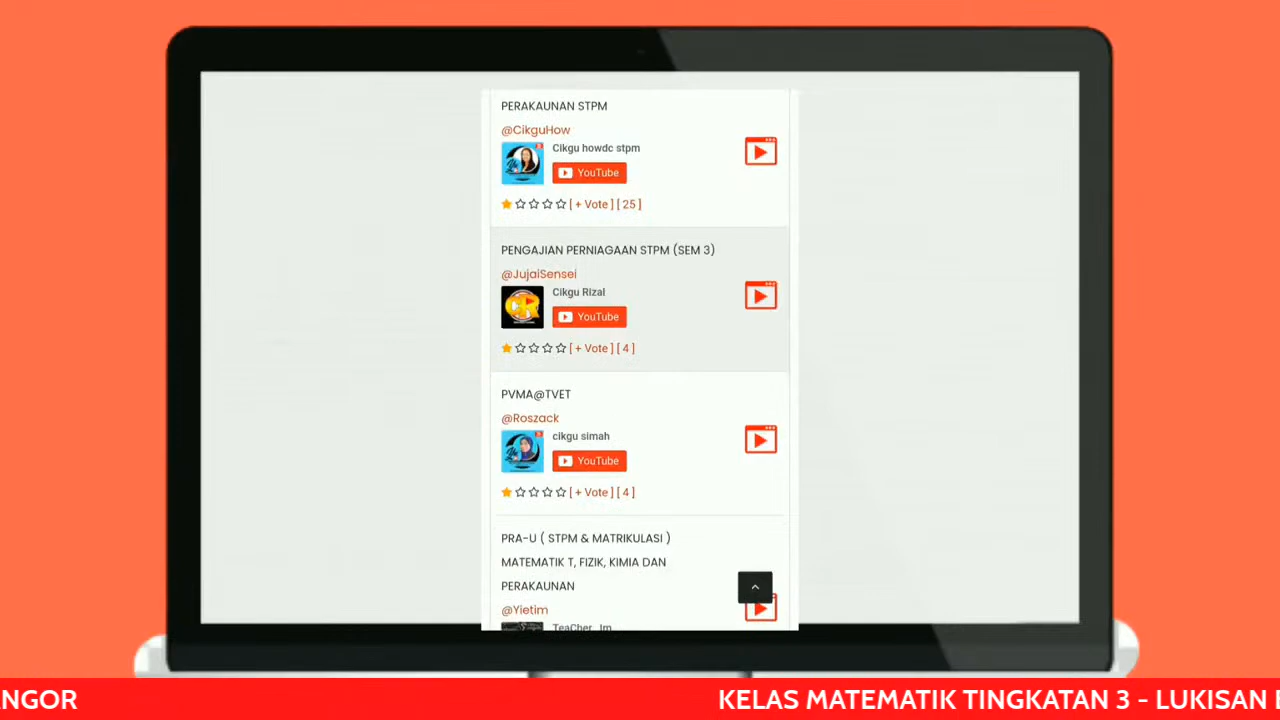 PERAKAUNAN STPM
@CikguHow
Cikgu howdc stpm
YouTube
[ + Vote ] [ 25 ]
PENGAJIAN PERNIAGAAN STPM (SEM 3)
@JujaiSensei
Cikgu Rizal
YouTube
[ + Vote ] [ 4 ]
PVMA@TVET
@Roszack
cikgu simah
YouTube
[ + Vote ] [ 4 ]
PRA-U ( STPM & MATRIKULASI )
MATEMATIK T, FIZIK, KIMIA DAN
PERAKAUNAN
@Yietim
TeaCher_Im
ANGOR
KELAS MATEMATIK TINGKATAN 3 - LUKISAN